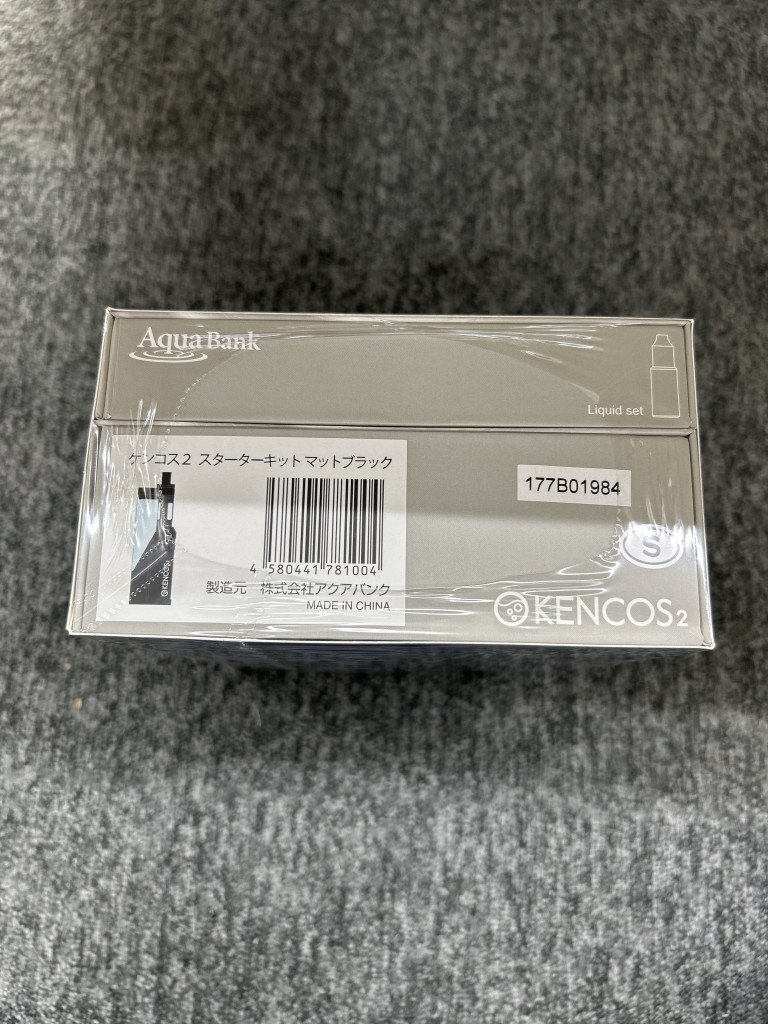 Aqua Bank
Liquid set
ケンコス2 スターターキット マットブラック
177B01984
4 580441 781004
S
KENCOS
製造元 株式会社アクアバンク
MADE IN CHINA
KENCOS2